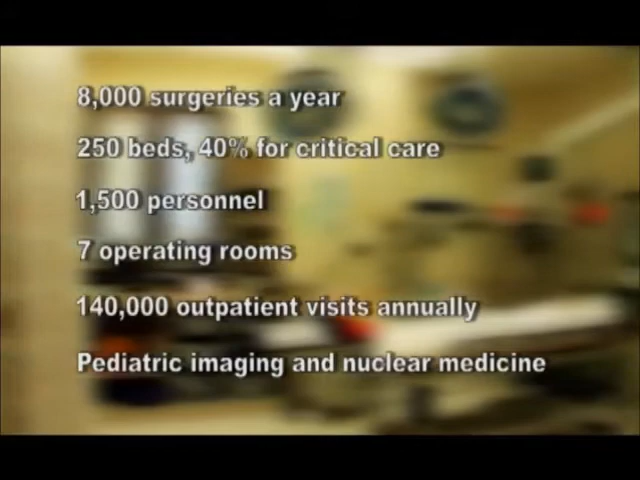 8,000 surgeries a year
250 beds, 40% for critical care
1,500 personnel
7 operating rooms
140,000 outpatient visits annually
Pediatric imaging and nuclear medicine